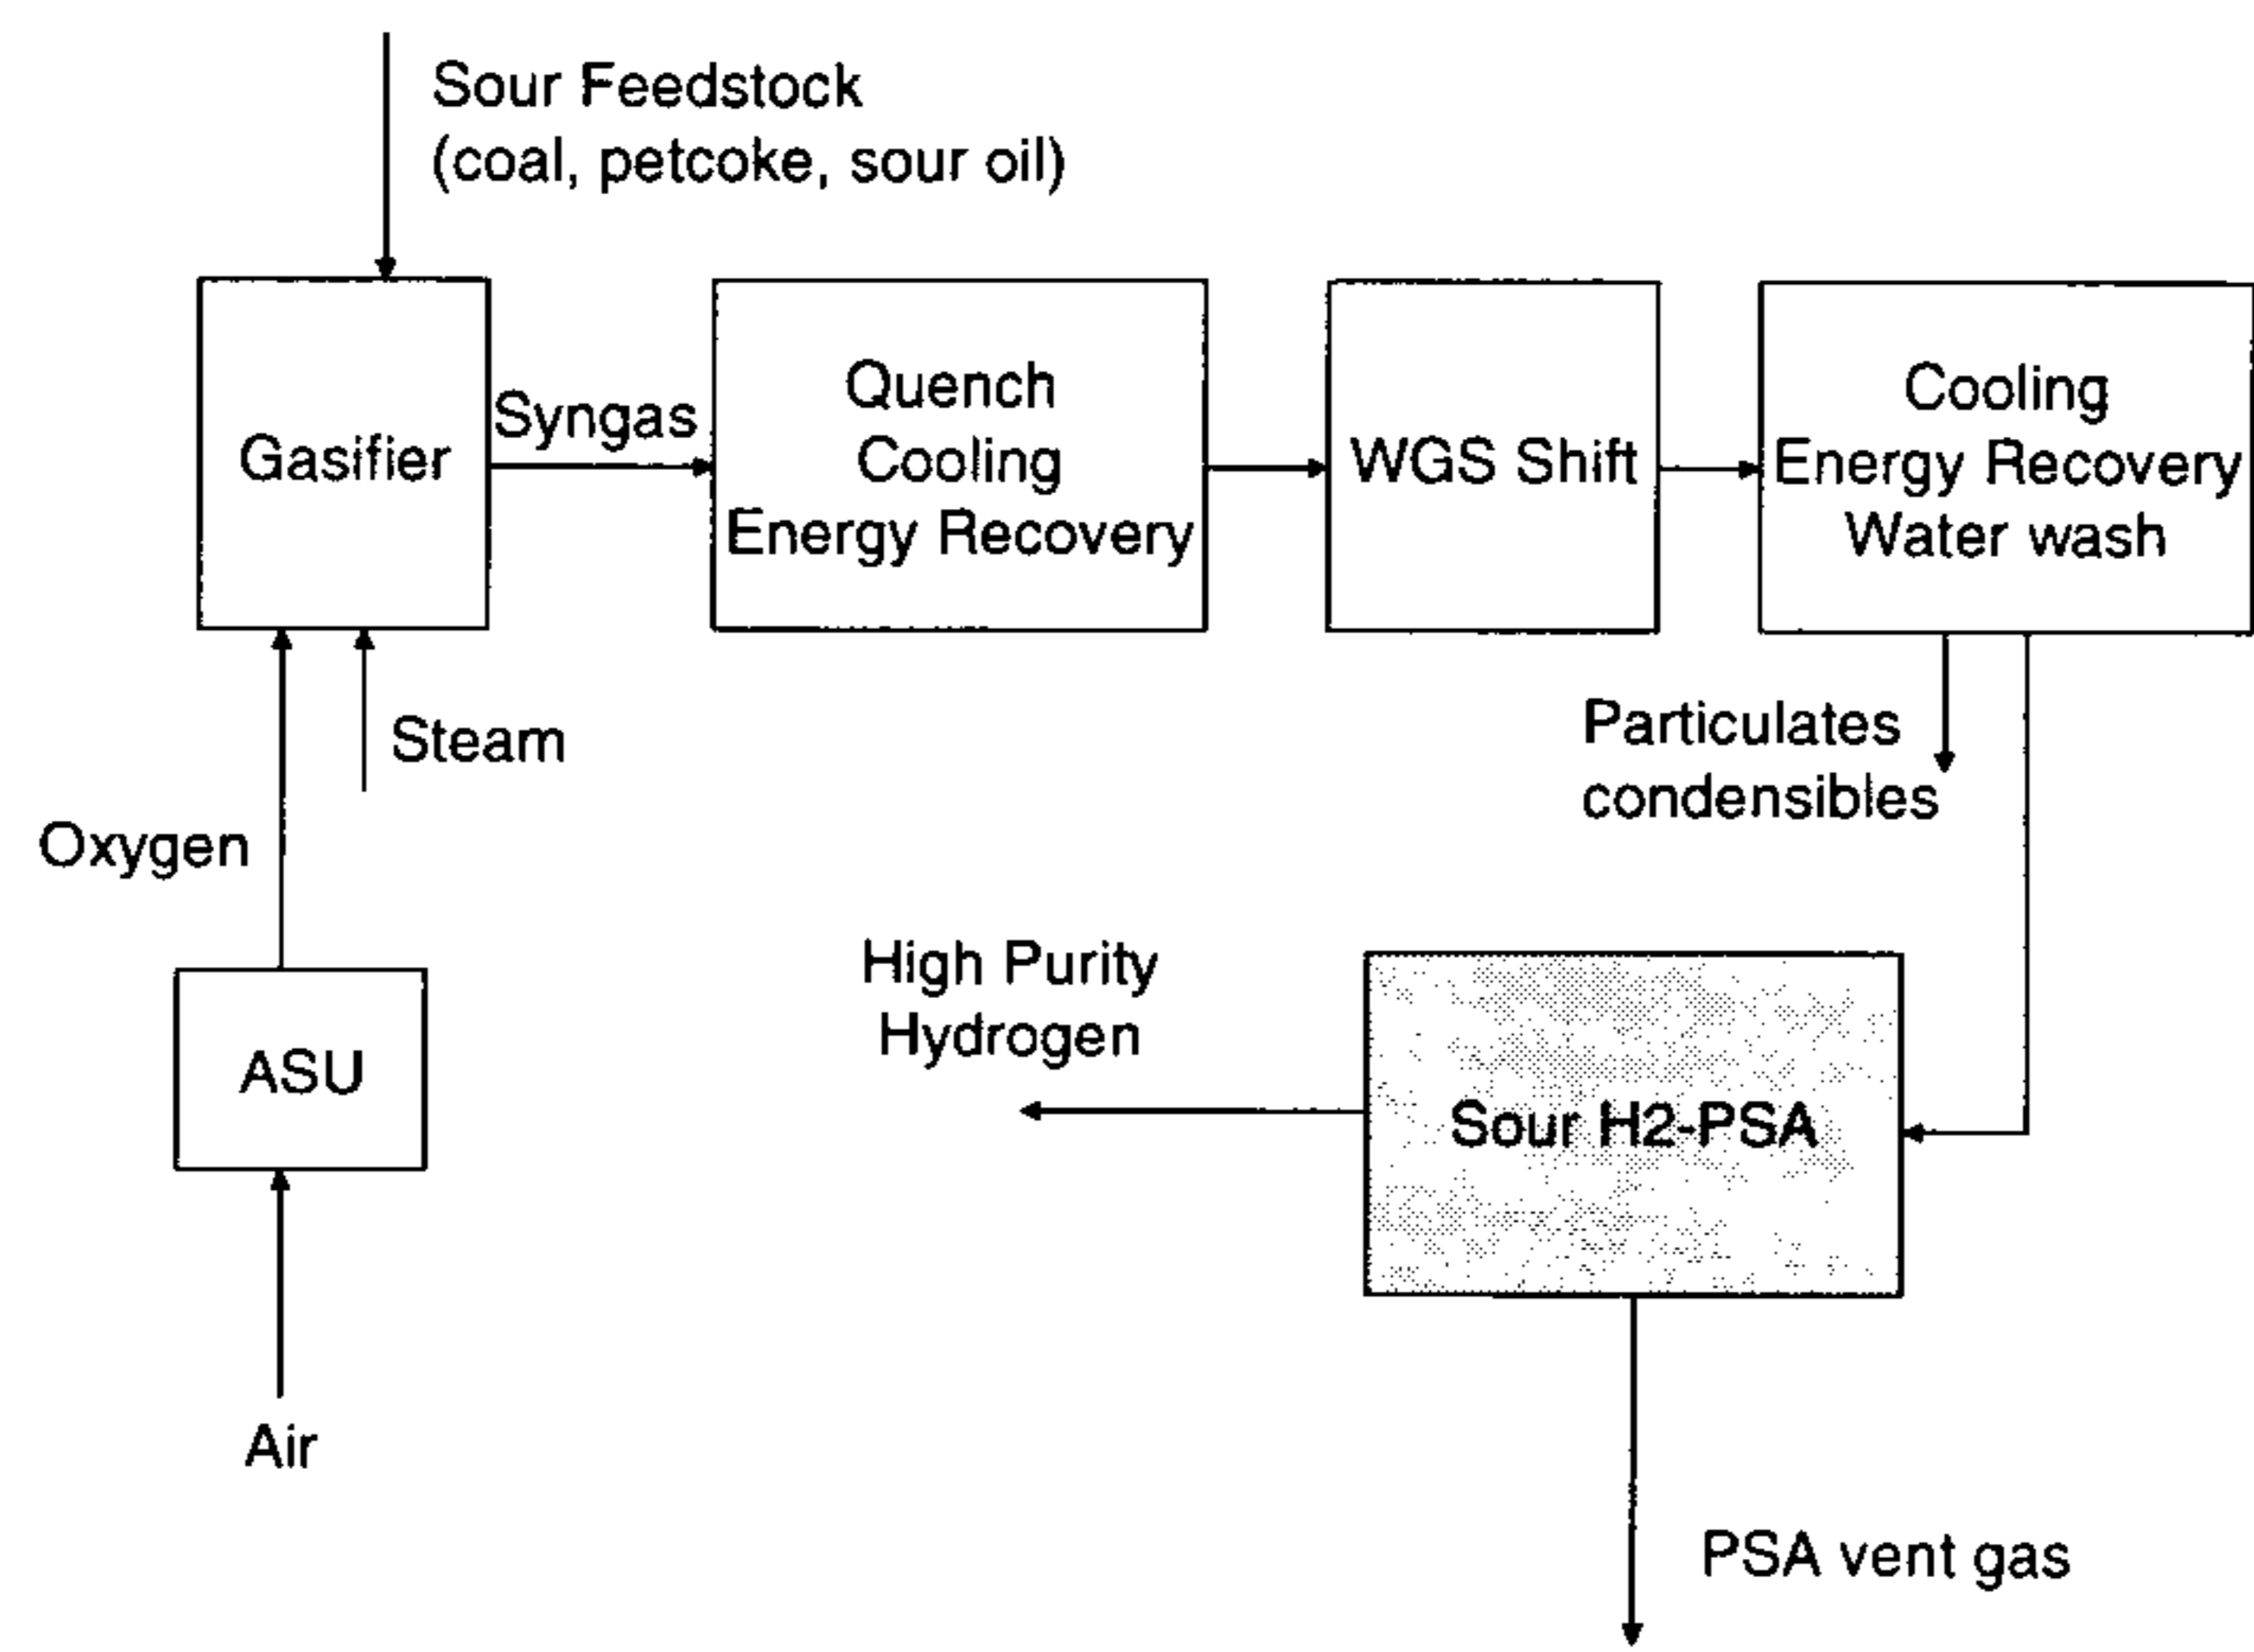 Sour Feedstock
(coal, petcoke, sour oil)
Gasifier
Syngas
Quench
Cooling
Energy Recovery
WGS Shift
Cooling
Energy Recovery
Water wash
Steam
Oxygen
Particulates
condensibles
ASU
High Purity
Hydrogen
Sour H2-PSA
Air
PSA vent gas